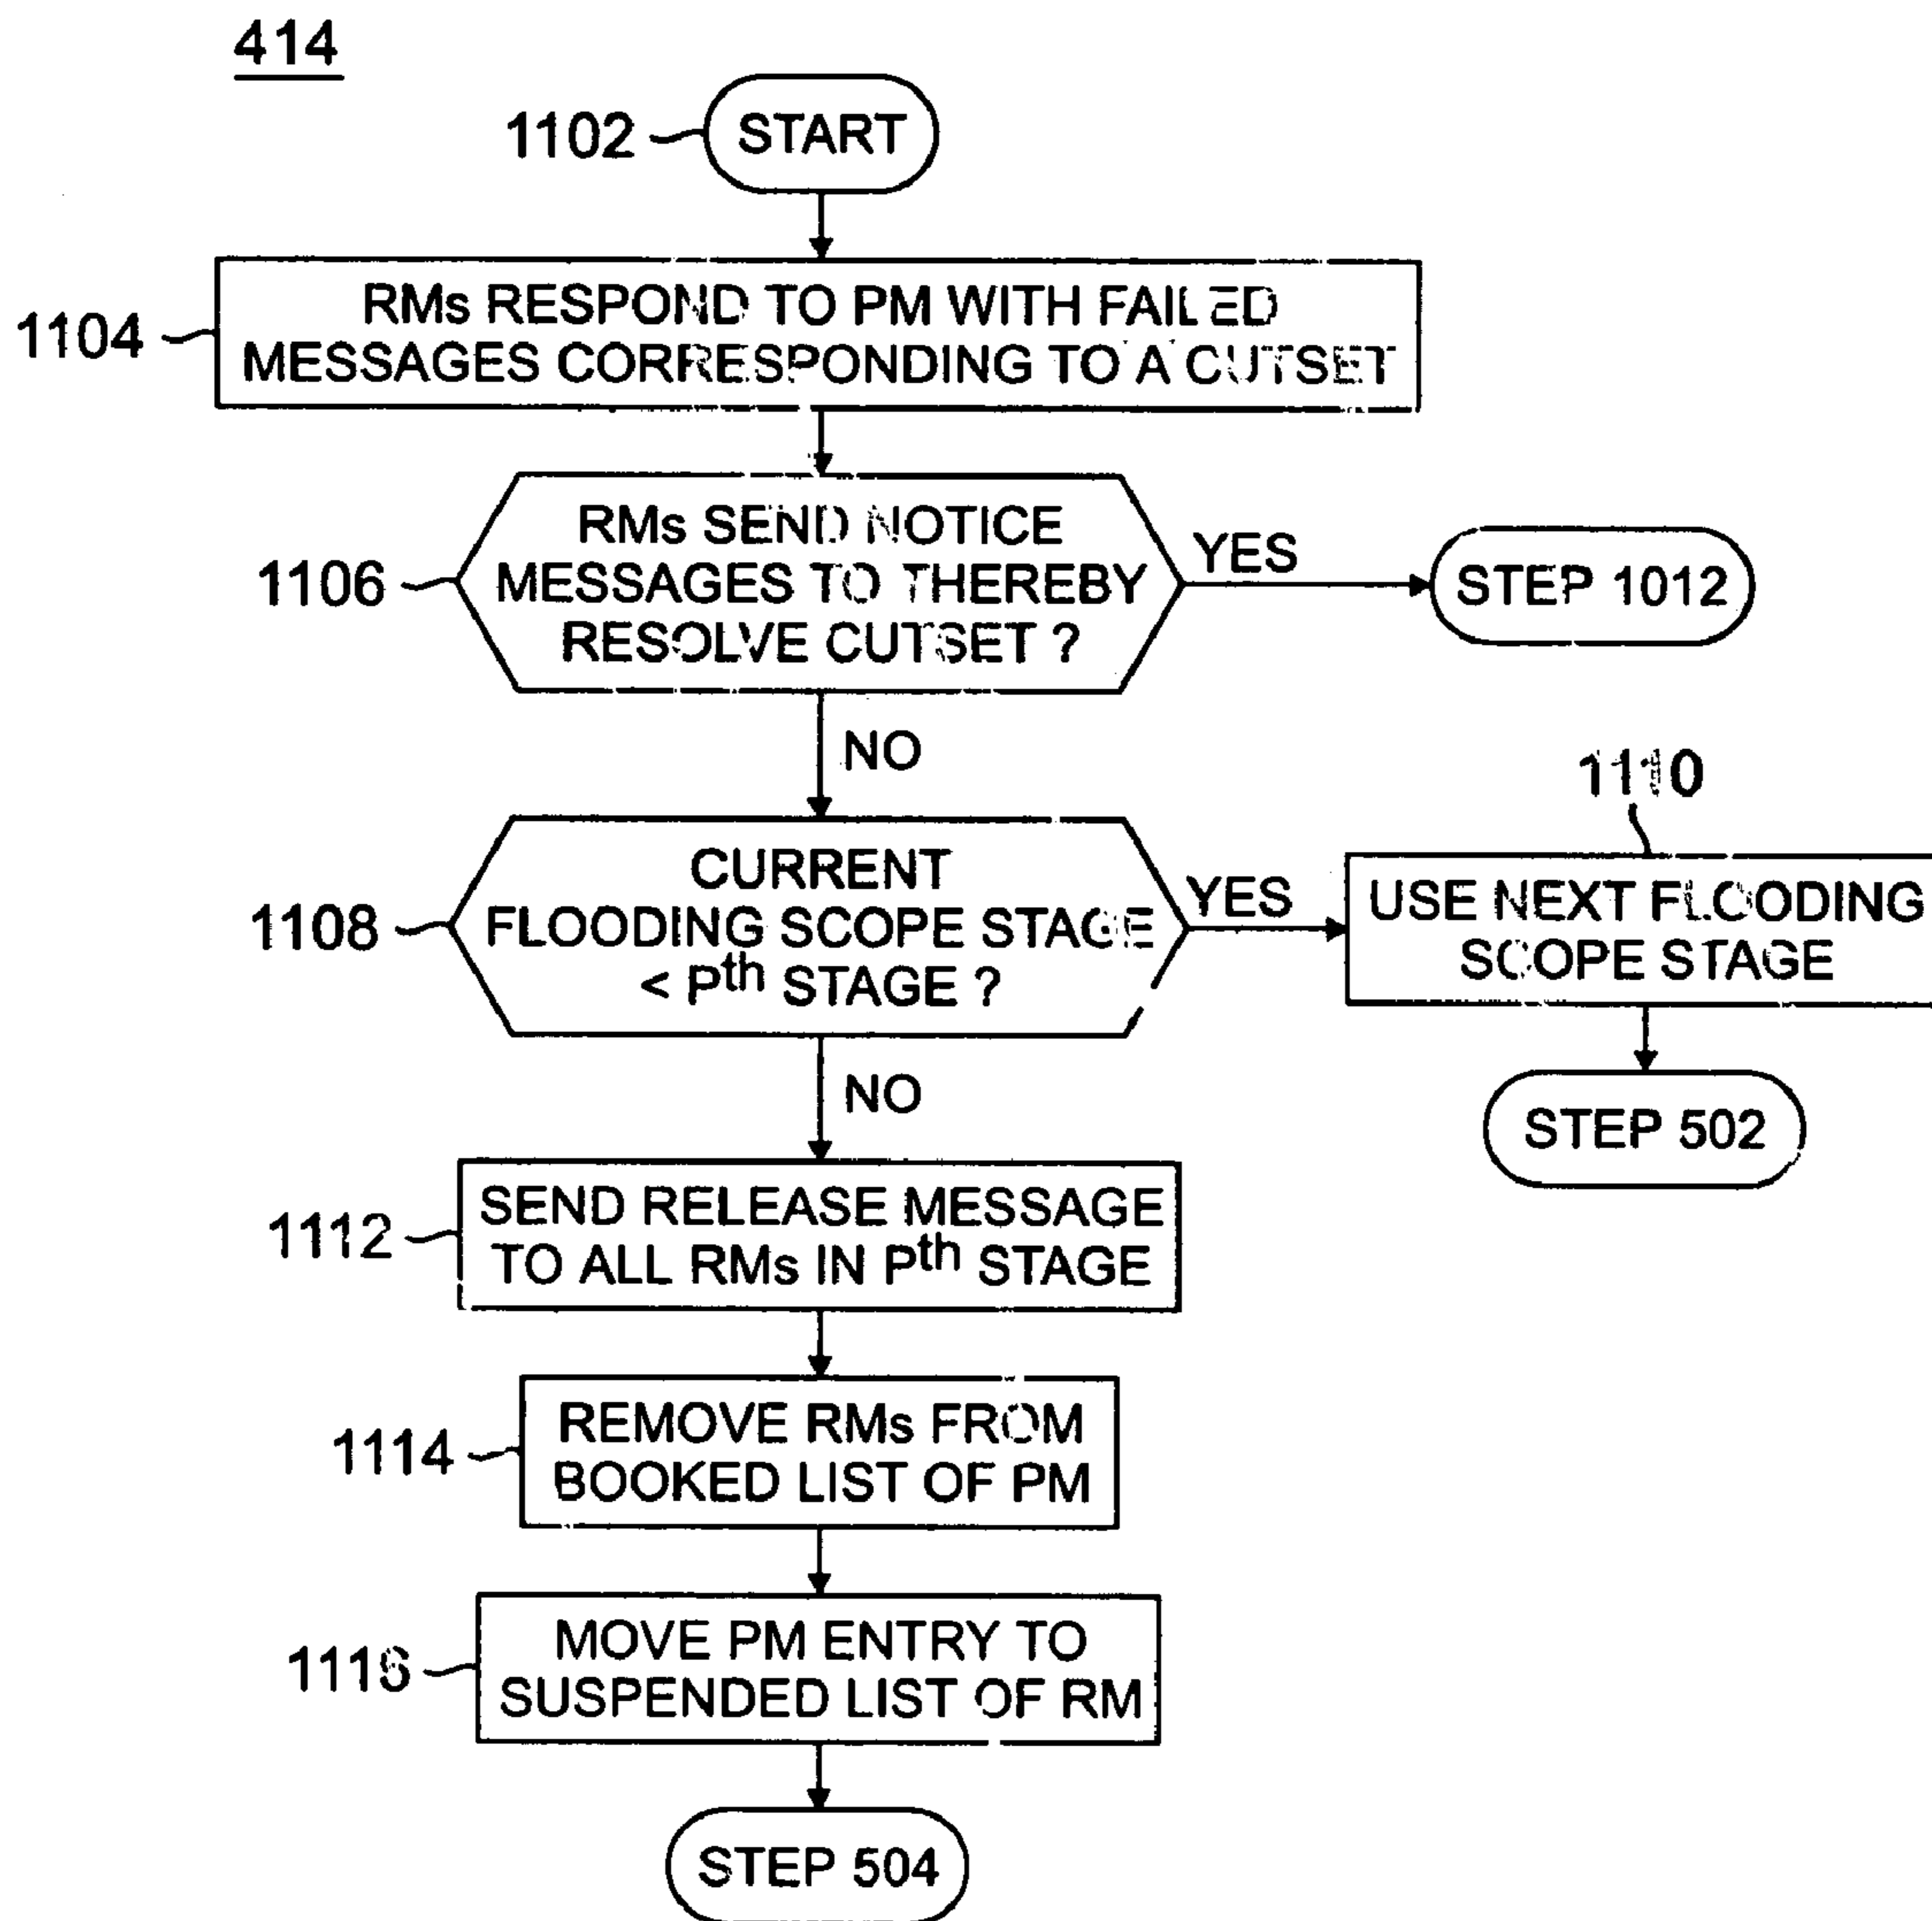 414
1102
START
1104
RMs RESPOND TO PM WITH FAILED
MESSAGES CORRESPONDING TO A CUTSET
1106
RMs SEND NOTICE
MESSAGES TO THEREBY
RESOLVE CUTSET ?
YES
STEP 1012
NO
1108
CURRENT
FLOODING SCOPE STAGE
< Pth STAGE ?
YES
1110
USE NEXT FLOODING
SCOPE STAGE
STEP 502
NO
1112
SEND RELEASE MESSAGE
TO ALL RMs IN Pth STAGE
1114
REMOVE RMs FROM
BOOKED LIST OF PM
1116
MOVE PM ENTRY TO
SUSPENDED LIST OF RM
STEP 504